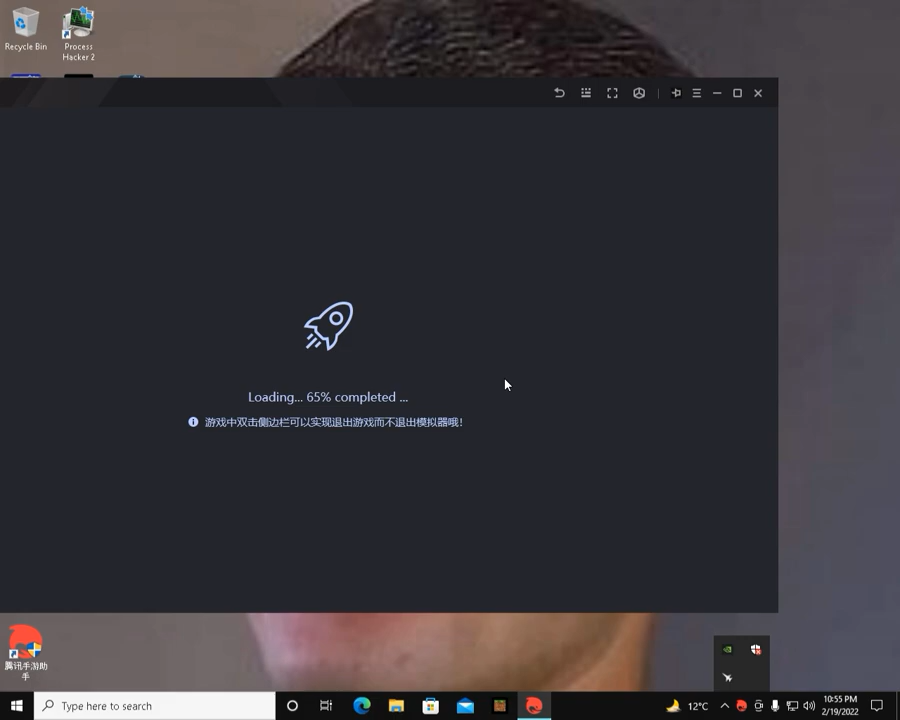 Recycle Bin
Process
Hacker 2
Loading... 65% completed ...
游戏中双击侧边栏可以实现退出游戏而不退出模拟器哦!
腾讯手游助
手
Type here to search
12°C
10:55 PM
2/19/2022